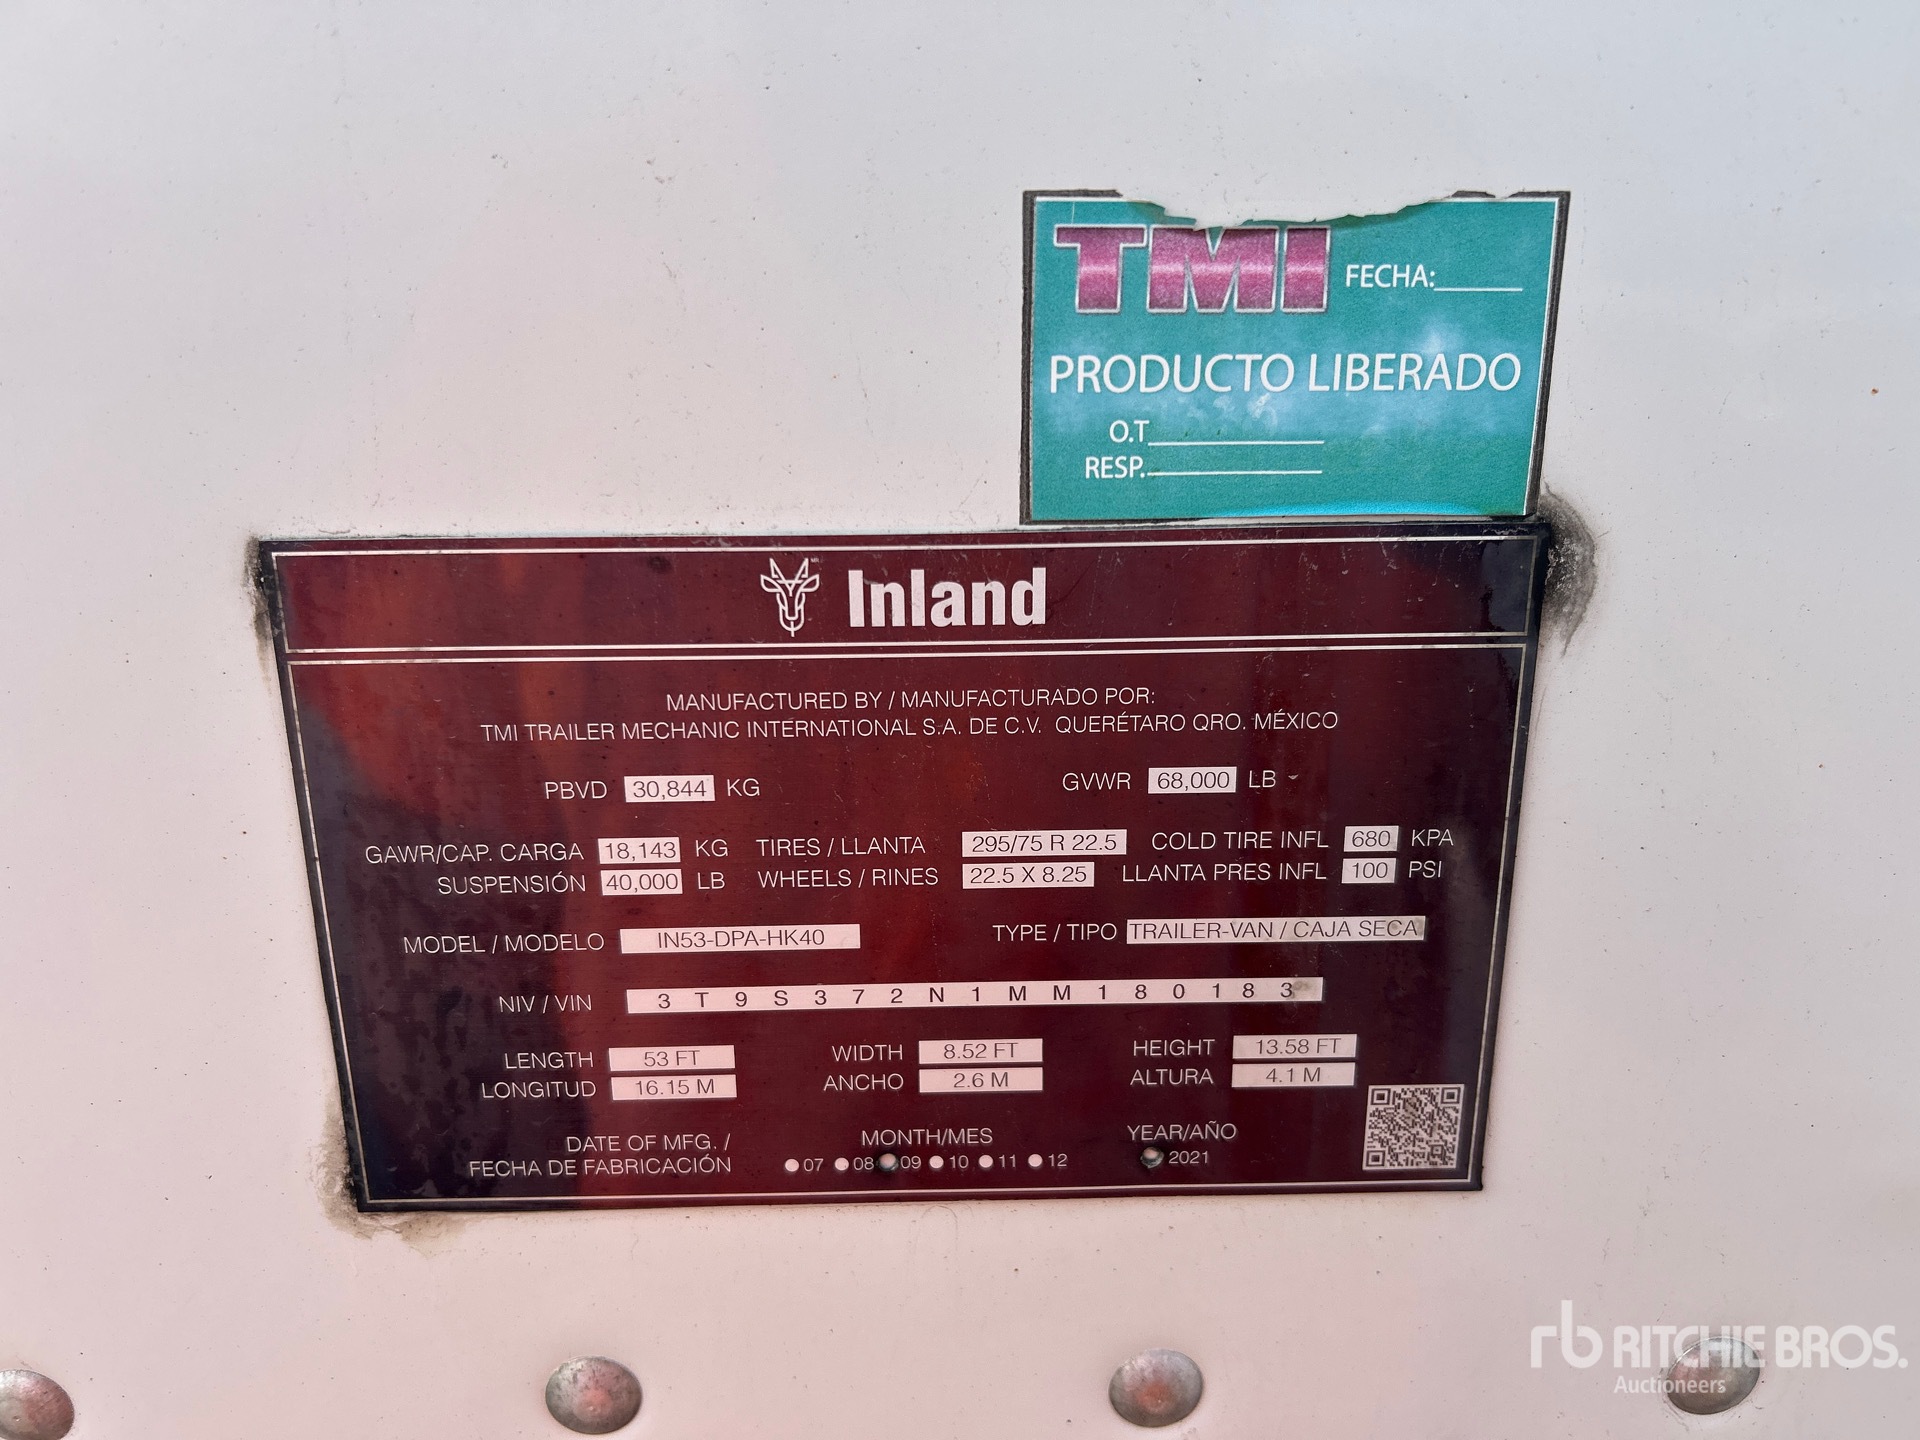 TMI FECHA:______
PRODUCTO LIBERADO
O.T____________
RESP.____________
Inland
MANUFACTURED BY / MANUFACTURADO POR:
TMI TRAILER MECHANIC INTERNATIONAL S.A. DE C.V. QUERÉTARO QRO. MÉXICO
PBVD 30,844 KG GVWR 68,000 LB
GAWR/CAP. CARGA 18,143 KG TIRES / LLANTA 295/75 R 22.5 COLD TIRE INFL 680 KPA
SUSPENSIÓN 40,000 LB WHEELS / RINES 22.5 X 8.25 LLANTA PRES INFL 100 PSI
MODEL / MODELO IN53-DPA-HK40 TYPE / TIPO TRAILER-VAN / CAJA SECA
NIV / VIN 3 T 9 S 3 7 2 N 1 M M 1 8 0 1 8 3
LENGTH 53 FT WIDTH 8.52 FT HEIGHT 13.58 FT
LONGITUD 16.15 M ANCHO 2.6 M ALTURA 4.1 M
DATE OF MFG. / MONTH/MES YEAR/AÑO
FECHA DE FABRICACIÓN 07 08 09 10 11 12 2021
rb RITCHIE BROS.
Auctioneers